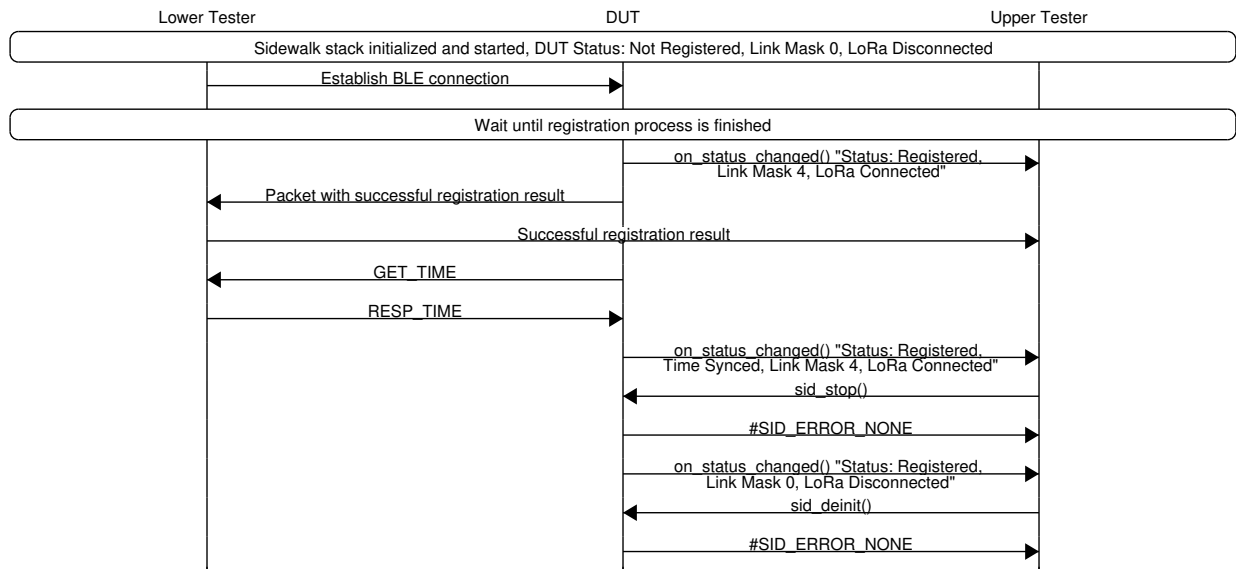 Lower Tester
DUT
Upper Tester
Sidewalk stack initialized and started, DUT Status: Not Registered, Link Mask 0, LoRa Disconnected
Establish BLE connection
Wait until registration process is finished
on_status_changed() "Status: Registered,
Link Mask 4, LoRa Connected"
Packet with successful registration result
Successful registration result
GET_TIME
RESP_TIME
on_status_changed() "Status: Registered,
Time Synced, Link Mask 4, LoRa Connected"
sid_stop()
#SID_ERROR_NONE
on_status_changed() "Status: Registered,
Link Mask 0, LoRa Disconnected"
sid_deinit()
#SID_ERROR_NONE